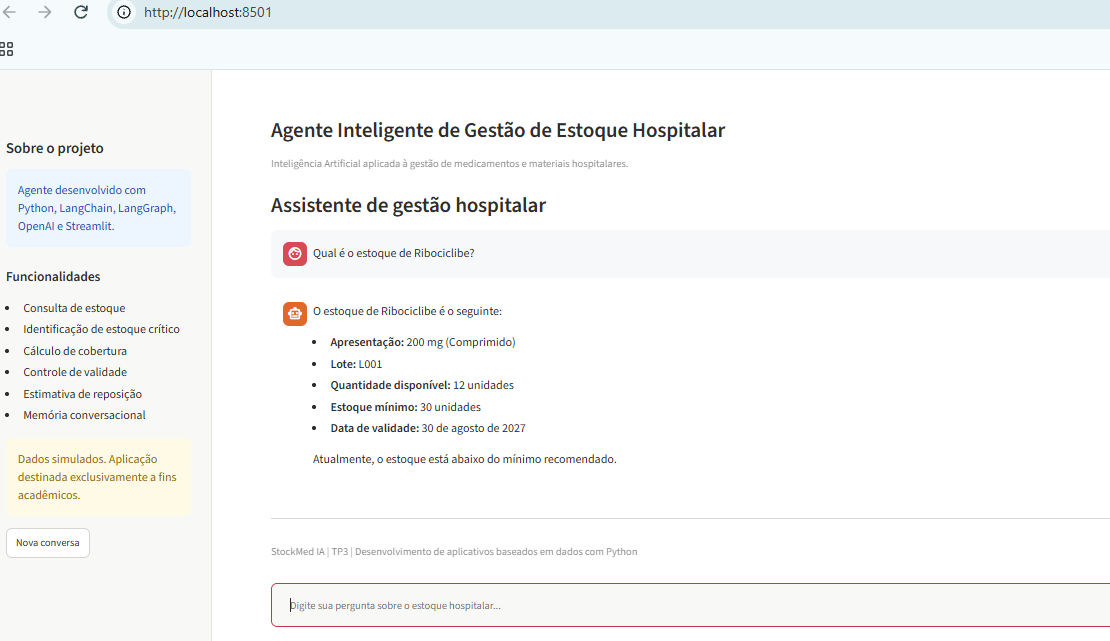 http://localhost:8501
Sobre o projeto
Agente desenvolvido com
Python, LangChain, LangGraph,
OpenAI e Streamlit.
Funcionalidades
Consulta de estoque
Identificação de estoque crítico
Cálculo de cobertura
Controle de validade
Estimativa de reposição
Memória conversacional
Dados simulados. Aplicação
destinada exclusivamente a fins
acadêmicos.
Nova conversa
Agente Inteligente de Gestão de Estoque Hospitalar
Inteligência Artificial aplicada à gestão de medicamentos e materiais hospitalares.
Assistente de gestão hospitalar
Qual é o estoque de Ribociclibe?
O estoque de Ribociclibe é o seguinte:
Apresentação: 200 mg (Comprimido)
Lote: L001
Quantidade disponível: 12 unidades
Estoque mínimo: 30 unidades
Data de validade: 30 de agosto de 2027
Atualmente, o estoque está abaixo do mínimo recomendado.
StockMed IA | TP3 | Desenvolvimento de aplicativos baseados em dados com Python
Digite sua pergunta sobre o estoque hospitalar...